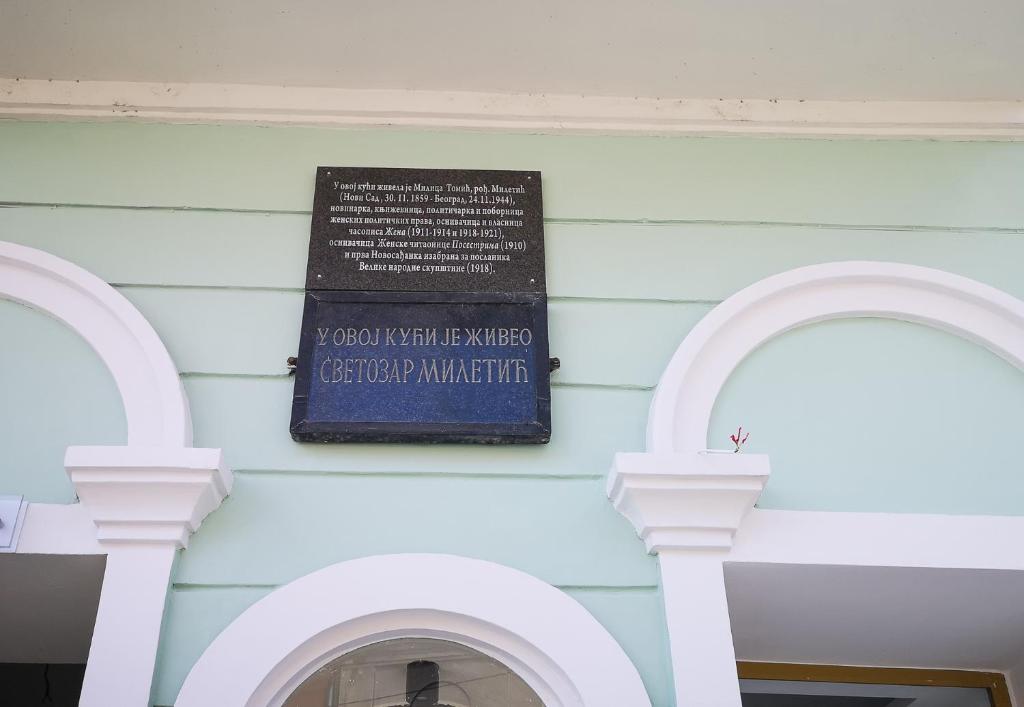 У овој кући живела је Милица Томић, рођ. Милетић
(Нови Сад, 30. 11. 1859 - Београд, 24.11.1944),
новинарка, књижевница, политичарка и поборница
женских политичких права, оснивачица и власница
часописа Жена (1911-1914 и 1918-1921),
оснивачица Женске читаонице Посестрима (1910)
и прва Новосађанка изабрана за посланика
Велике народне скупштине (1918).
У ОВОЈ КУЋИ ЈЕ ЖИВЕО
СВЕТОЗАР МИЛЕТИЋ